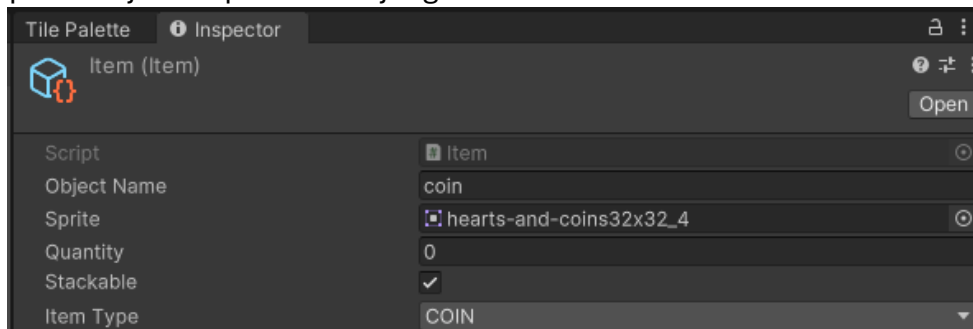 Tile Palette Inspector
Item (Item)
Open
Script Item
Object Name coin
Sprite hearts-and-coins32x32_4
Quantity 0
Stackable
Item Type COIN